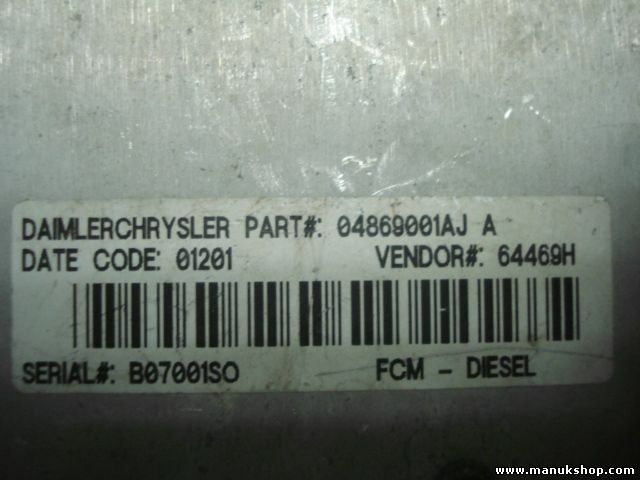 DAIMLERCHRYSLER PART#: 04869001AJ A
DATE CODE: 01201 VENDOR#: 64469H
SERIAL#: B07001SO FCM - DIESEL
www.manukshop.com